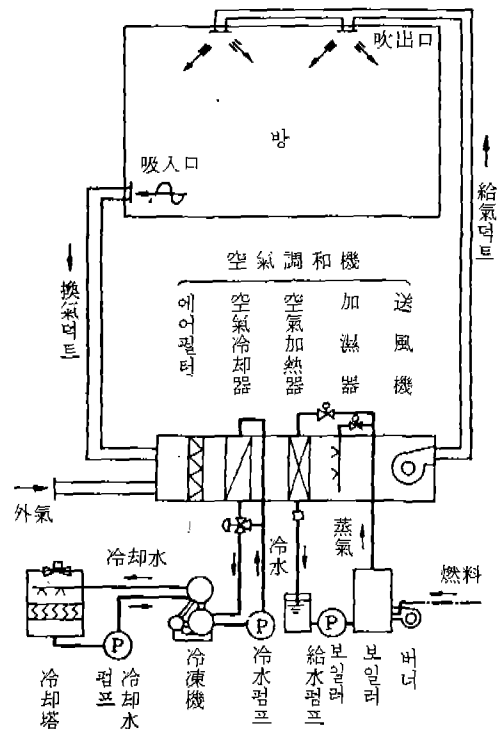 吹出口
방
吸入口
給氣덕트
換氣덕트
空氣調和機
에어필터
空氣冷却器
空氣加熱器
加濕器
送風機
外氣
冷却水
冷水
蒸氣
燃料
P
P
P
冷却塔
冷却水
펌프
冷凍機
冷水펌프
보일러
給水펌프
보일러
버너